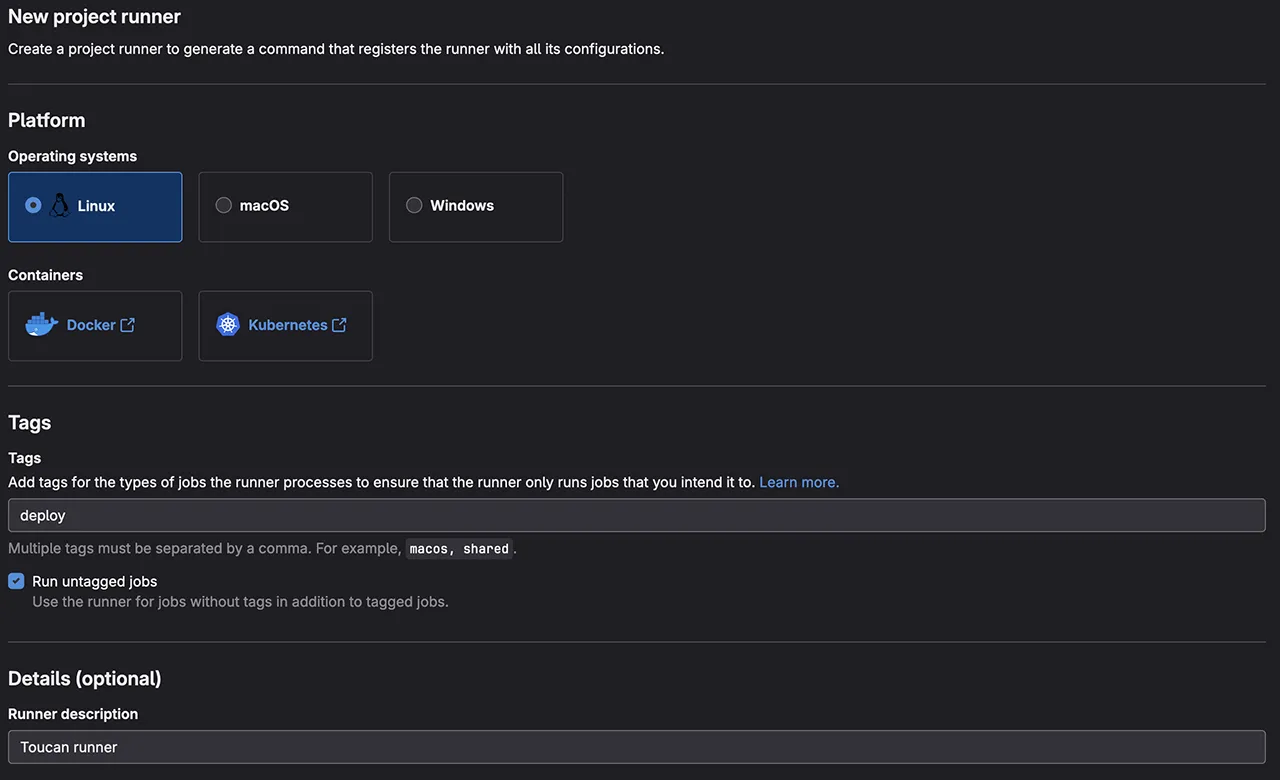 New project runner
Create a project runner to generate a command that registers the runner with all its configurations.
Platform
Operating systems
Linux
macOS
Windows
Containers
Docker
Kubernetes
Tags
Tags
Add tags for the types of jobs the runner processes to ensure that the runner only runs jobs that you intend it to. Learn more.
deploy
Multiple tags must be separated by a comma. For example, macos, shared.
Run untagged jobs
Use the runner for jobs without tags in addition to tagged jobs.
Details (optional)
Runner description
Toucan runner